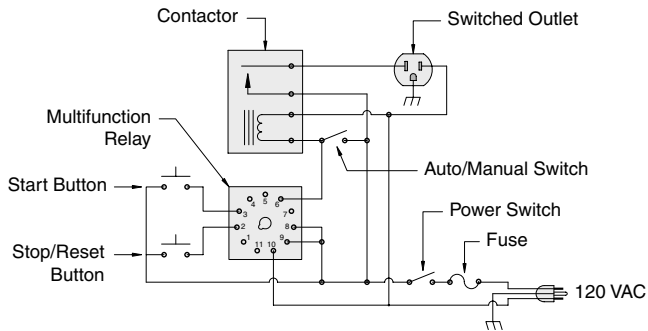 Contactor
Switched Outlet
Multifunction
Relay
Auto/Manual Switch
Start Button
Power Switch
Stop/Reset
Button
Fuse
120 VAC
5
4
6
3
7
2
8
1
9
11
10